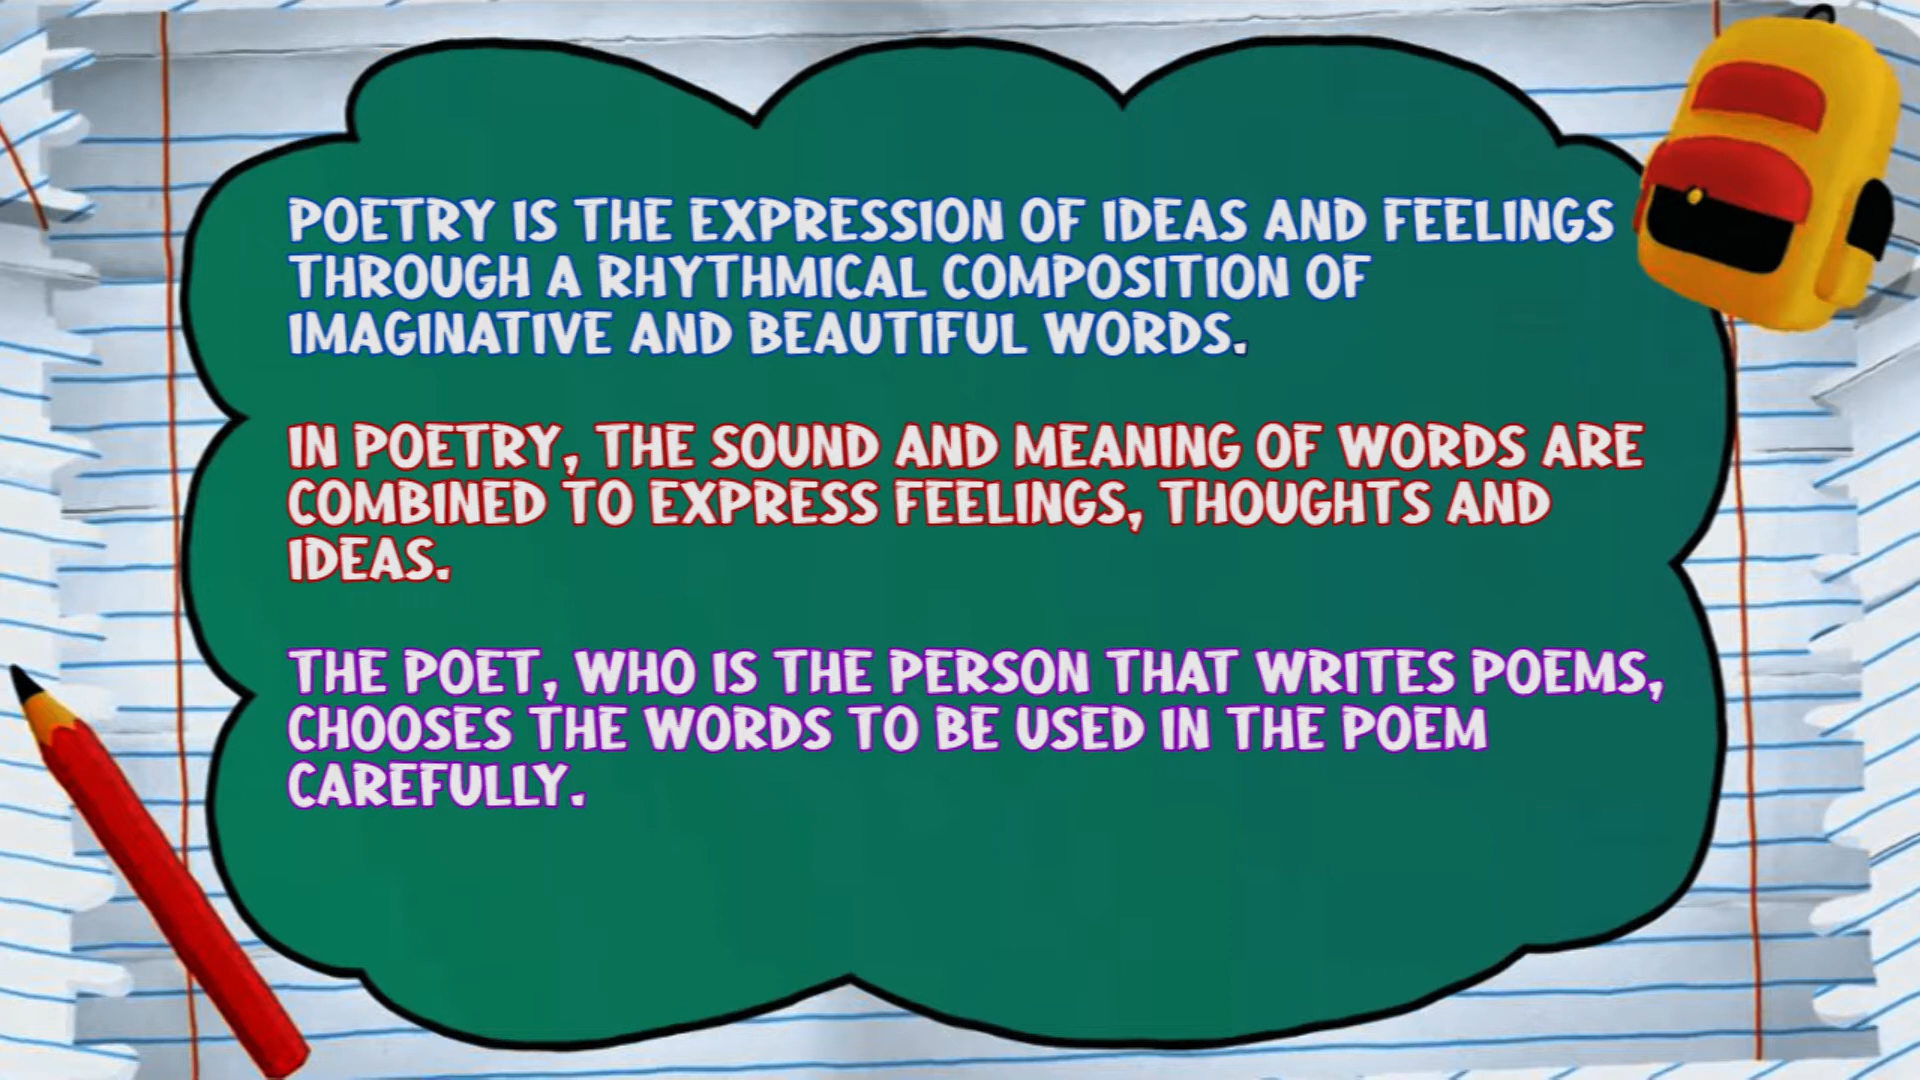 POETRY IS THE EXPRESSION OF IDEAS AND FEELINGS
THROUGH A RHYTHMICAL COMPOSITION OF
IMAGINATIVE AND BEAUTIFUL WORDS.
IN POETRY, THE SOUND AND MEANING OF WORDS ARE
COMBINED TO EXPRESS FEELINGS, THOUGHTS AND
IDEAS.
THE POET, WHO IS THE PERSON THAT WRITES POEMS,
CHOOSES THE WORDS TO BE USED IN THE POEM
CAREFULLY.